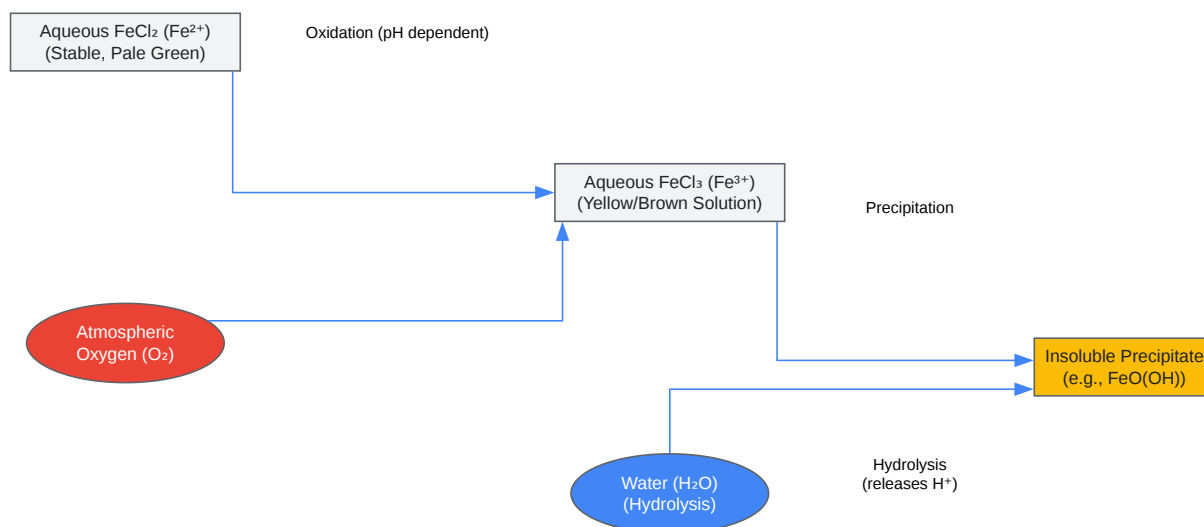 Aqueous FeCl₂ (Fe²⁺)
(Stable, Pale Green)
Oxidation (pH dependent)
Aqueous FeCl₃ (Fe³⁺)
(Yellow/Brown Solution)
Precipitation
Atmospheric
Oxygen (O₂)
Insoluble Precipitate
(e.g., FeO(OH))
Water (H₂O)
(Hydrolysis)
Hydrolysis
(releases H⁺)